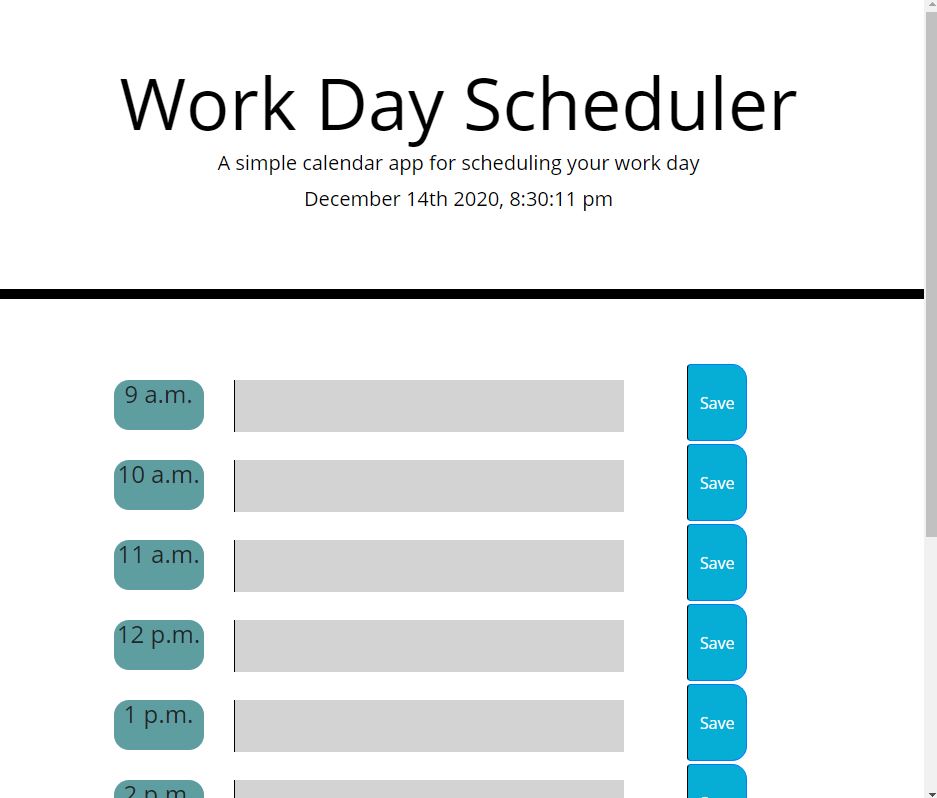 Work Day Scheduler
A simple calendar app for scheduling your work day
December 14th 2020, 8:30:11 pm
9 a.m. Save
10 a.m. Save
11 a.m. Save
12 p.m. Save
1 p.m. Save
2 p.m.